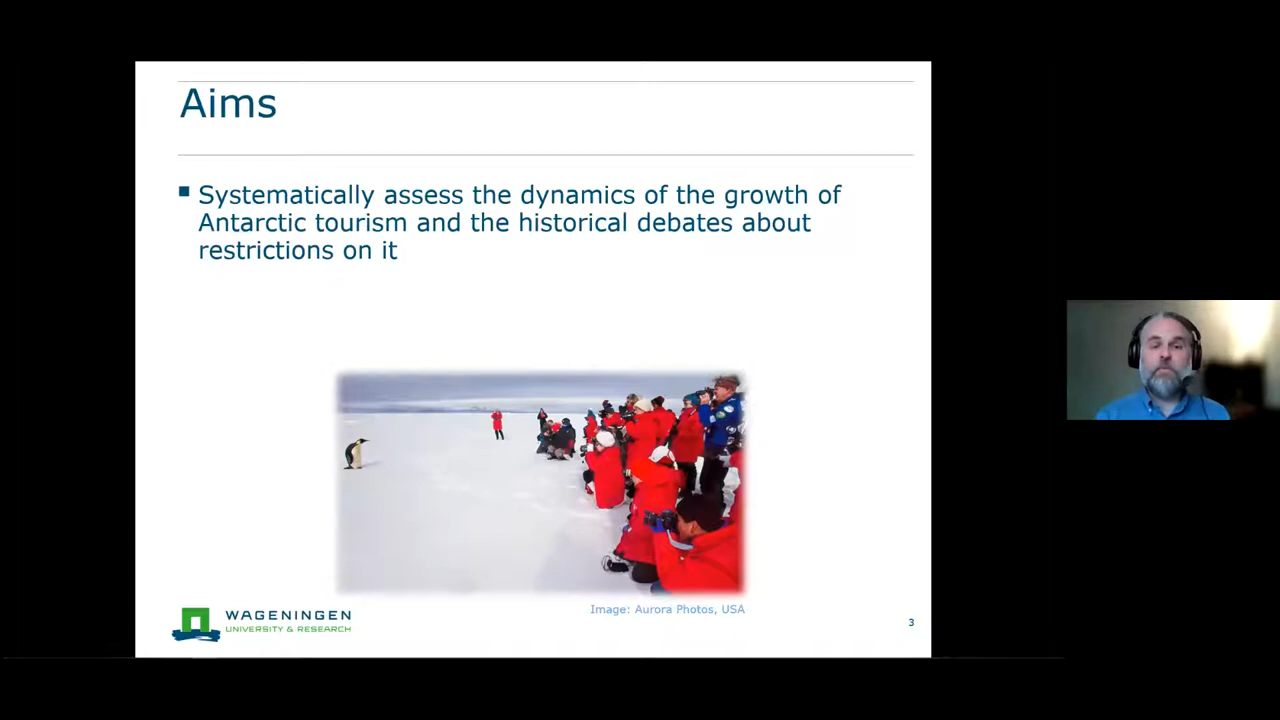 Aims
Systematically assess the dynamics of the growth of
Antarctic tourism and the historical debates about
restrictions on it
Image: Aurora Photos, USA
WAGENINGEN
UNIVERSITY & RESEARCH
3